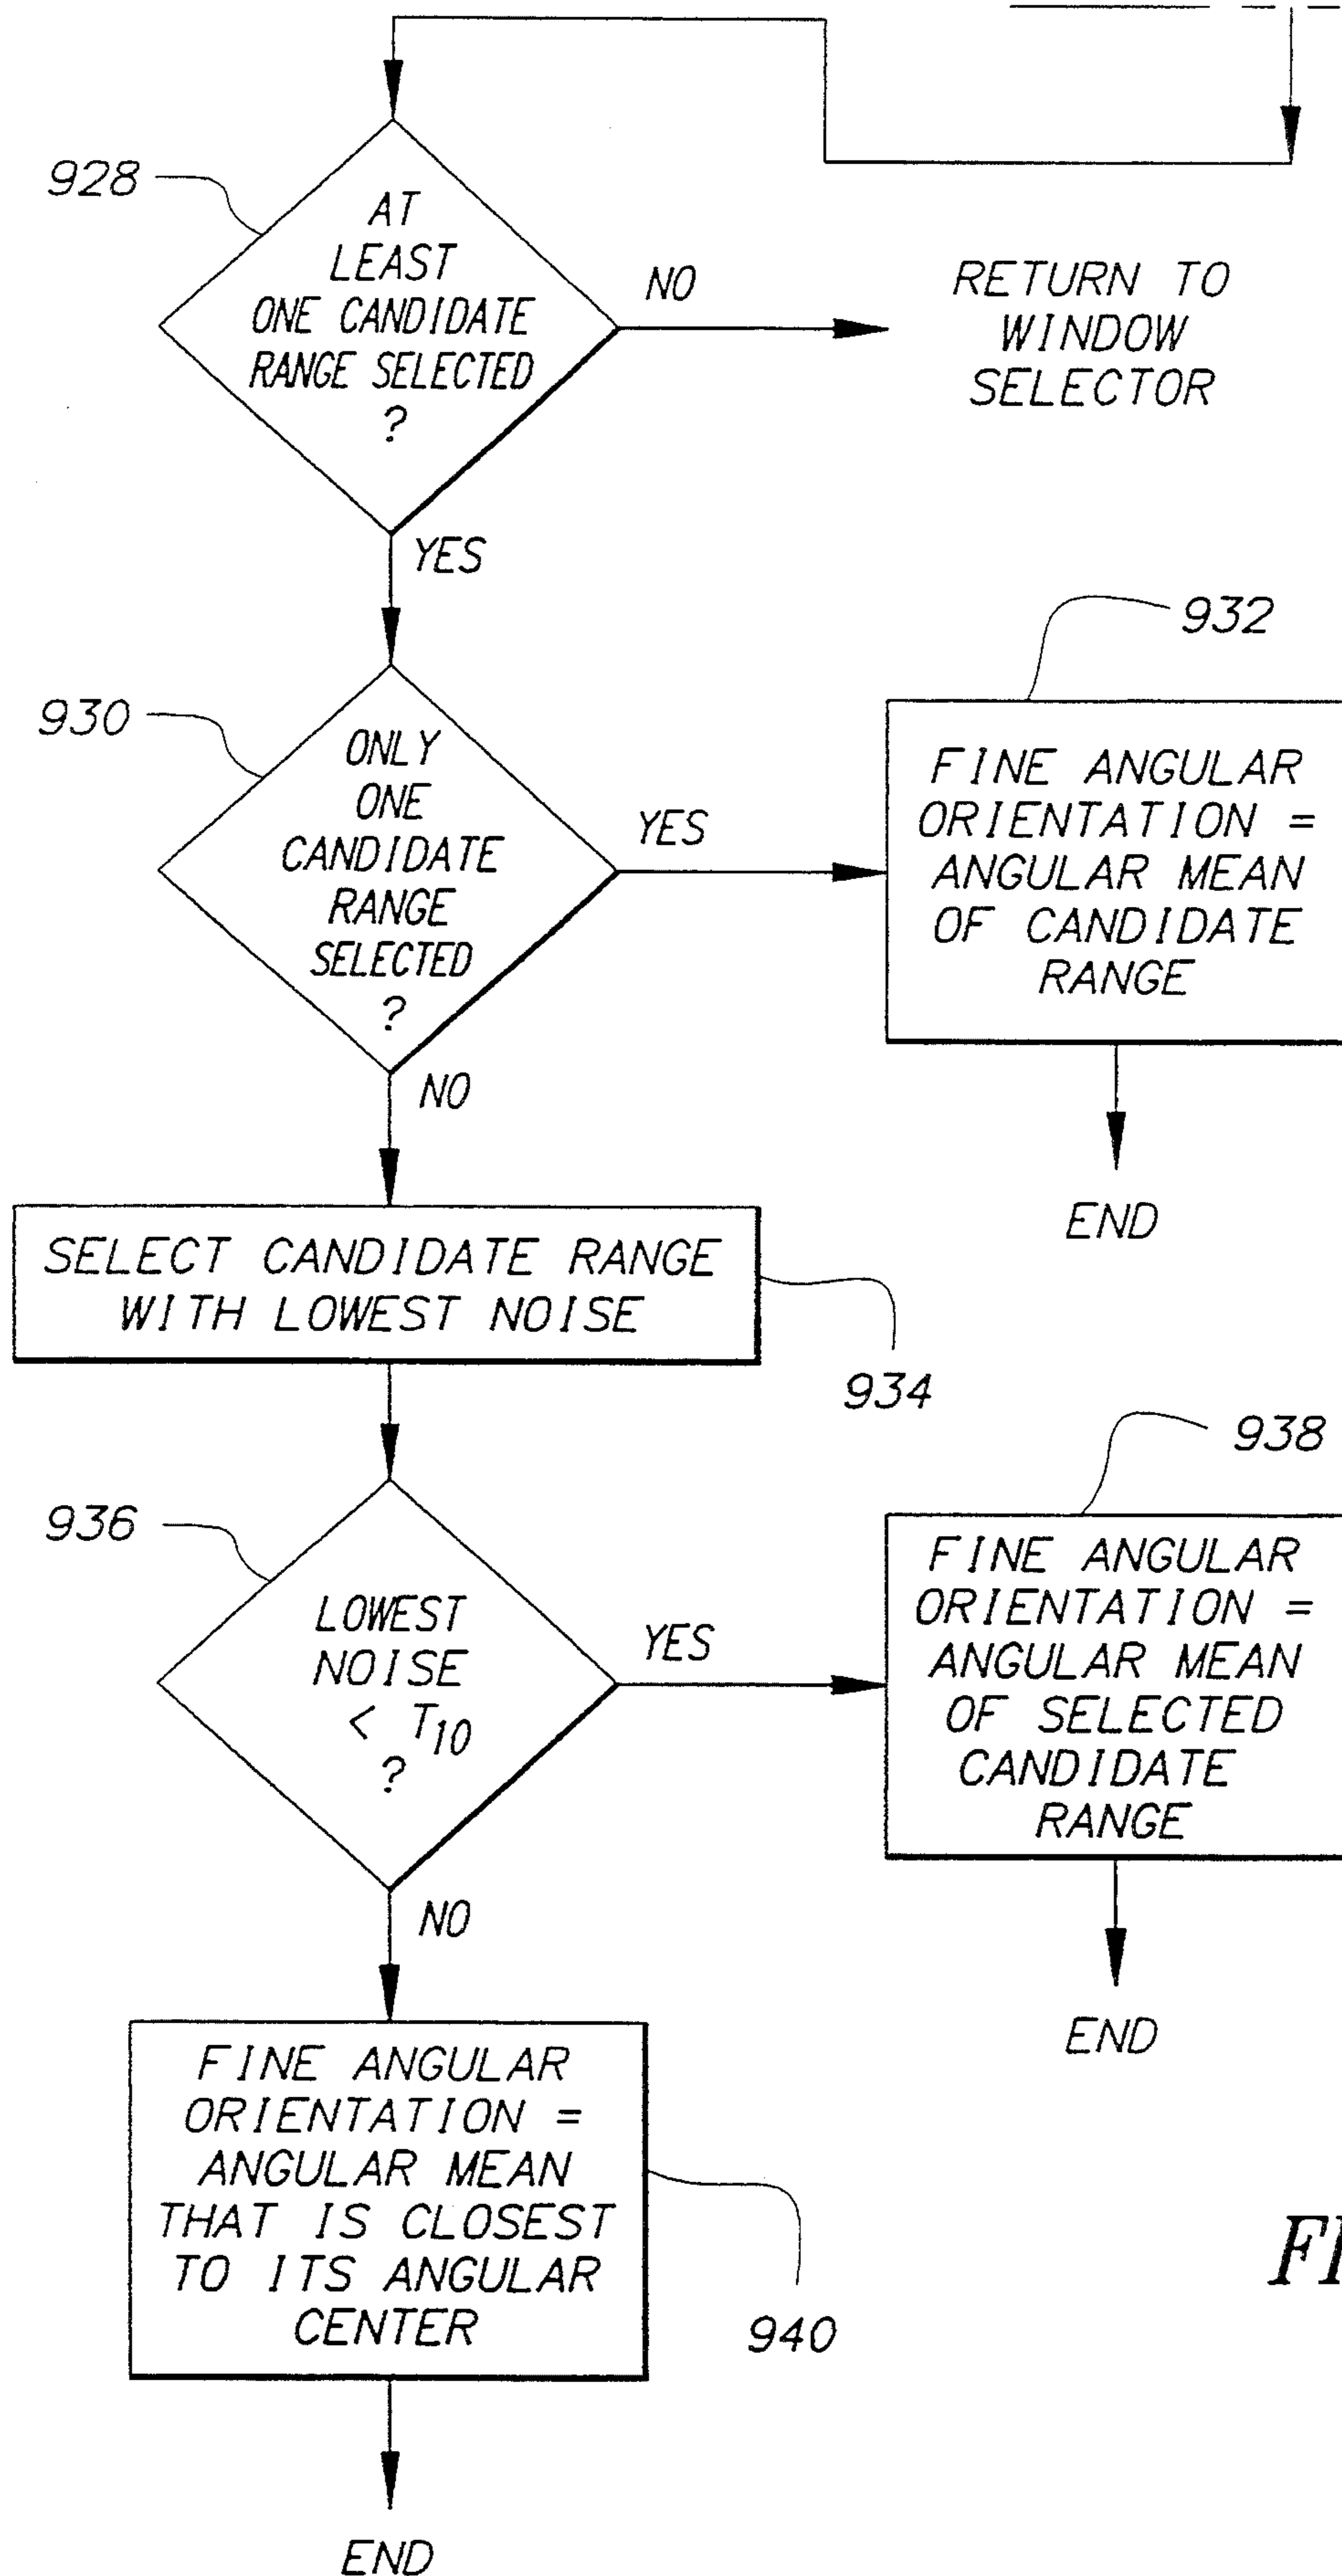 928
AT
LEAST
ONE CANDIDATE
RANGE SELECTED
?
NO
RETURN TO
WINDOW
SELECTOR
YES
930
ONLY
ONE
CANDIDATE
RANGE
SELECTED
?
YES
932
FINE ANGULAR
ORIENTATION =
ANGULAR MEAN
OF CANDIDATE
RANGE
END
NO
SELECT CANDIDATE RANGE
WITH LOWEST NOISE
934
936
LOWEST
NOISE
< T10
?
YES
938
FINE ANGULAR
ORIENTATION =
ANGULAR MEAN
OF SELECTED
CANDIDATE
RANGE
END
NO
FINE ANGULAR
ORIENTATION =
ANGULAR MEAN
THAT IS CLOSEST
TO ITS ANGULAR
CENTER
940
END